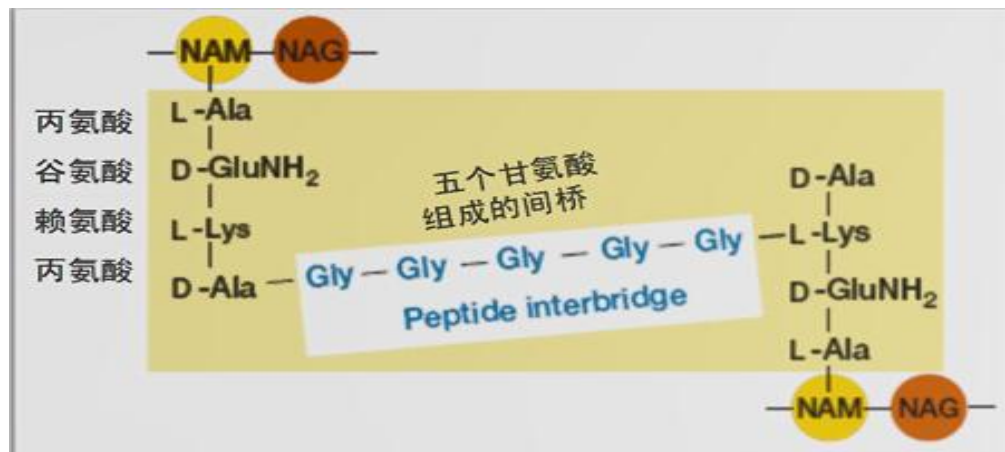 NAM NAG
丙氨酸 L-Ala
谷氨酸 D-GluNH2
赖氨酸 L-Lys
丙氨酸 D-Ala
五个甘氨酸
组成的间桥
Gly — Gly — Gly — Gly — Gly
Peptide interbridge
D-Ala
L-Lys
D-GluNH2
L-Ala
NAM NAG